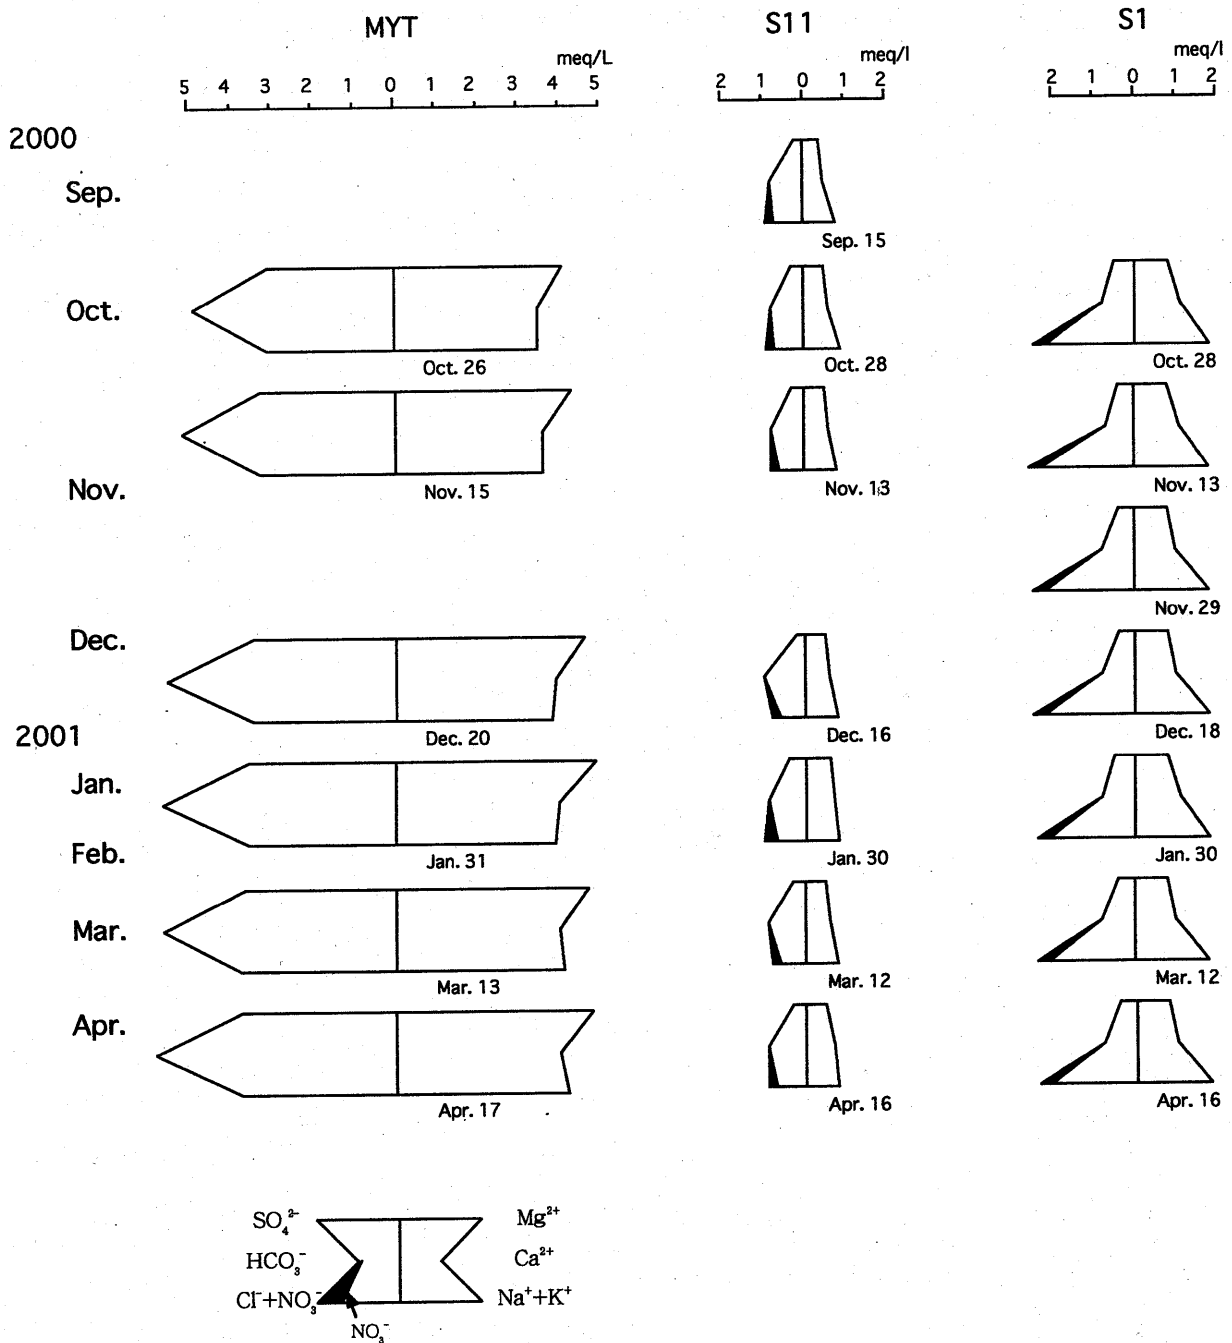 MYT S11 S1
meq/L meq/l meq/l
5 4 3 2 1 0 1 2 3 4 5 2 1 0 1 2 2 1 0 1 2
2000
Sep.
Sep. 15
Oct.
Oct. 26 Oct. 28 Oct. 28
Nov.
Nov. 15 Nov. 13 Nov. 13
Nov. 29
Dec.
Dec. 20 Dec. 16 Dec. 18
2001
Jan.
Jan. 31 Jan. 30 Jan. 30
Feb.
Mar.
Mar. 13 Mar. 12 Mar. 12
Apr.
Apr. 17 Apr. 16 Apr. 16
SO₄²⁻ Mg²⁺
HCO₃⁻ Ca²⁺
Cl⁻+NO₃⁻ Na⁺+K⁺
NO₃⁻